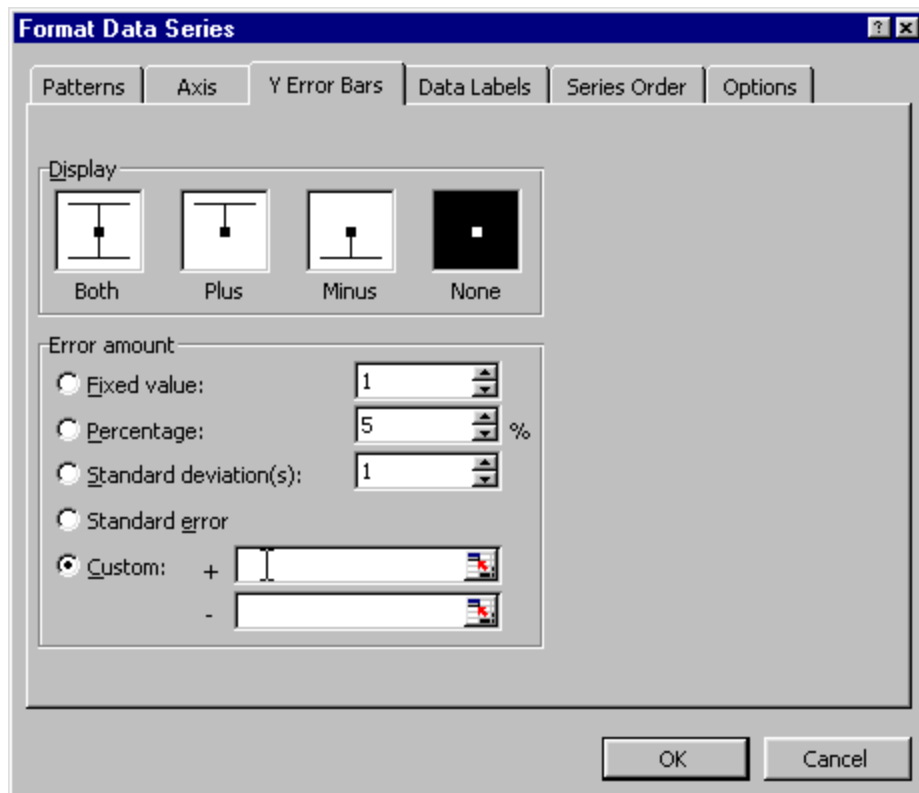 Format Data Series
Patterns Axis Y Error Bars Data Labels Series Order Options
Display
Both Plus Minus None
Error amount
Fixed value: 1
Percentage: 5 %
Standard deviation(s): 1
Standard error
Custom: +
-
OK Cancel